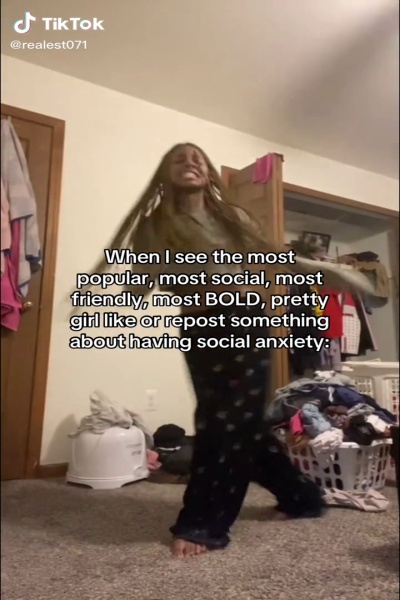 TikTok
@realest071
When I see the most
popular, most social, most
friendly, most BOLD, pretty
girl like or repost something
about having social anxiety: